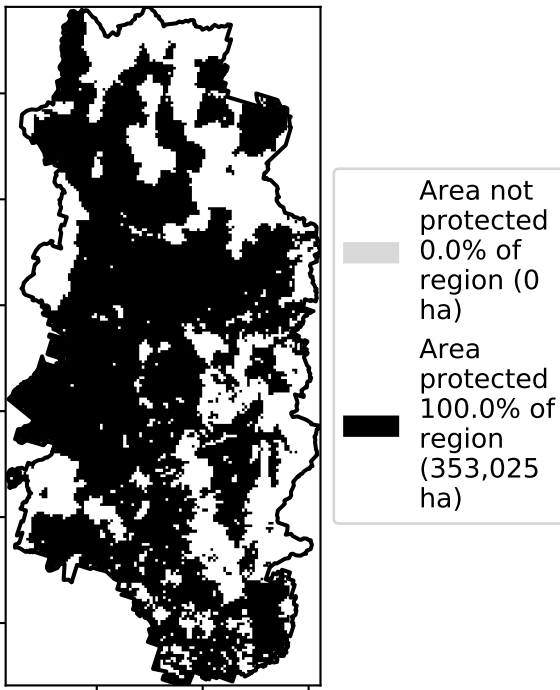 Area not
protected
0.0% of
region (0
ha)
Area
protected
100.0% of
region
(353,025
ha)